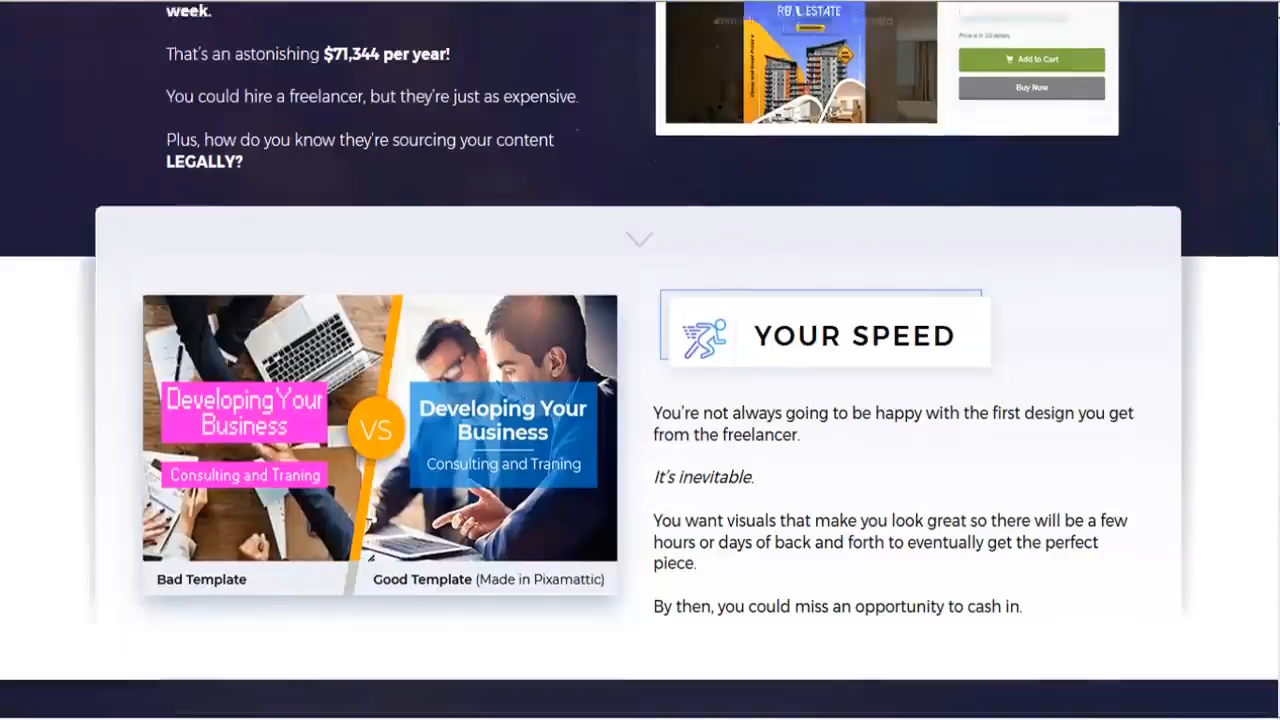 week.
That's an astonishing $71,344 per year!
You could hire a freelancer, but they're just as expensive.
Plus, how do you know they're sourcing your content
LEGALLY?
Add to Cart
Buy Now
Developing Your
Business
Consulting and Traning
VS
Developing Your
Business
Consulting and Traning
Bad Template
Good Template (Made in Pixamattic)
YOUR SPEED
You're not always going to be happy with the first design you get
from the freelancer.
It's inevitable.
You want visuals that make you look great so there will be a few
hours or days of back and forth to eventually get the perfect
piece.
By then, you could miss an opportunity to cash in.